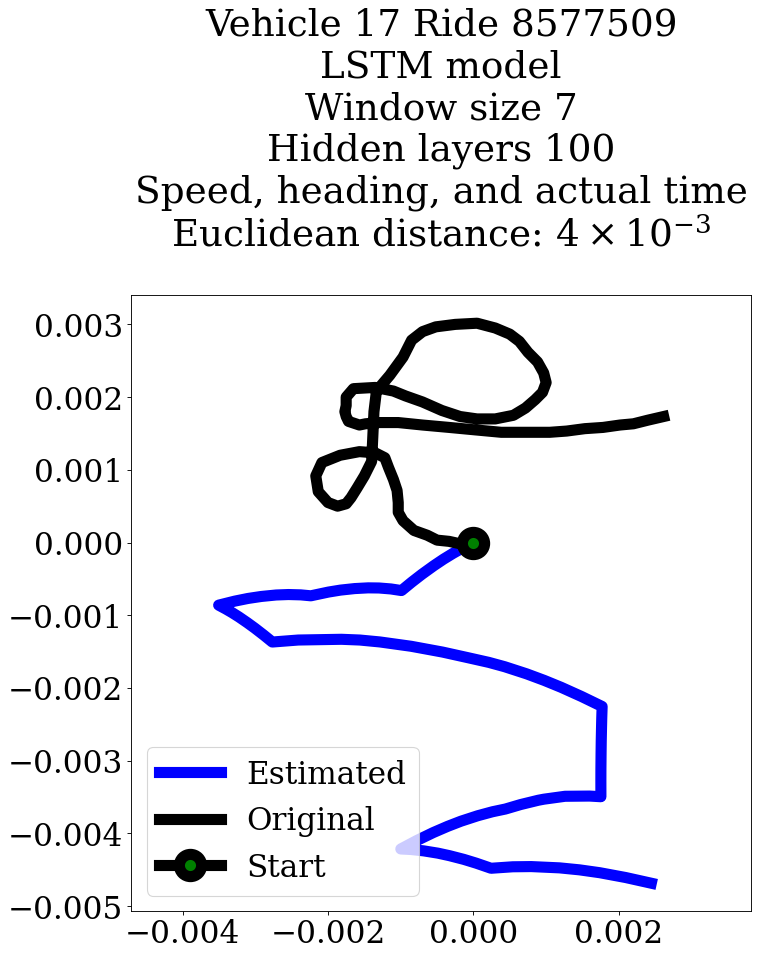 Vehicle 17 Ride 8577509
LSTM model
Window size 7
Hidden layers 100
Speed, heading, and actual time
Euclidean distance: 4 × 10⁻³
0.003
0.002
0.001
0.000
−0.001
−0.002
−0.003
−0.004
−0.005
Estimated
Original
Start
−0.004 −0.002 0.000 0.002